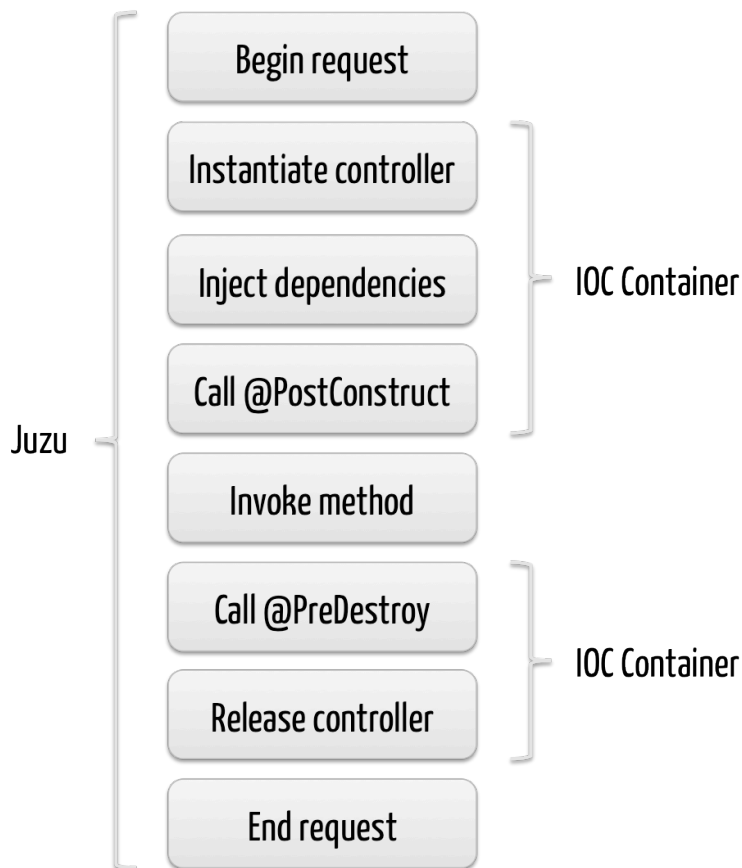 Begin request
Instantiate controller
Inject dependencies
IOC Container
Call @PostConstruct
Juzu
Invoke method
Call @PreDestroy
IOC Container
Release controller
End request